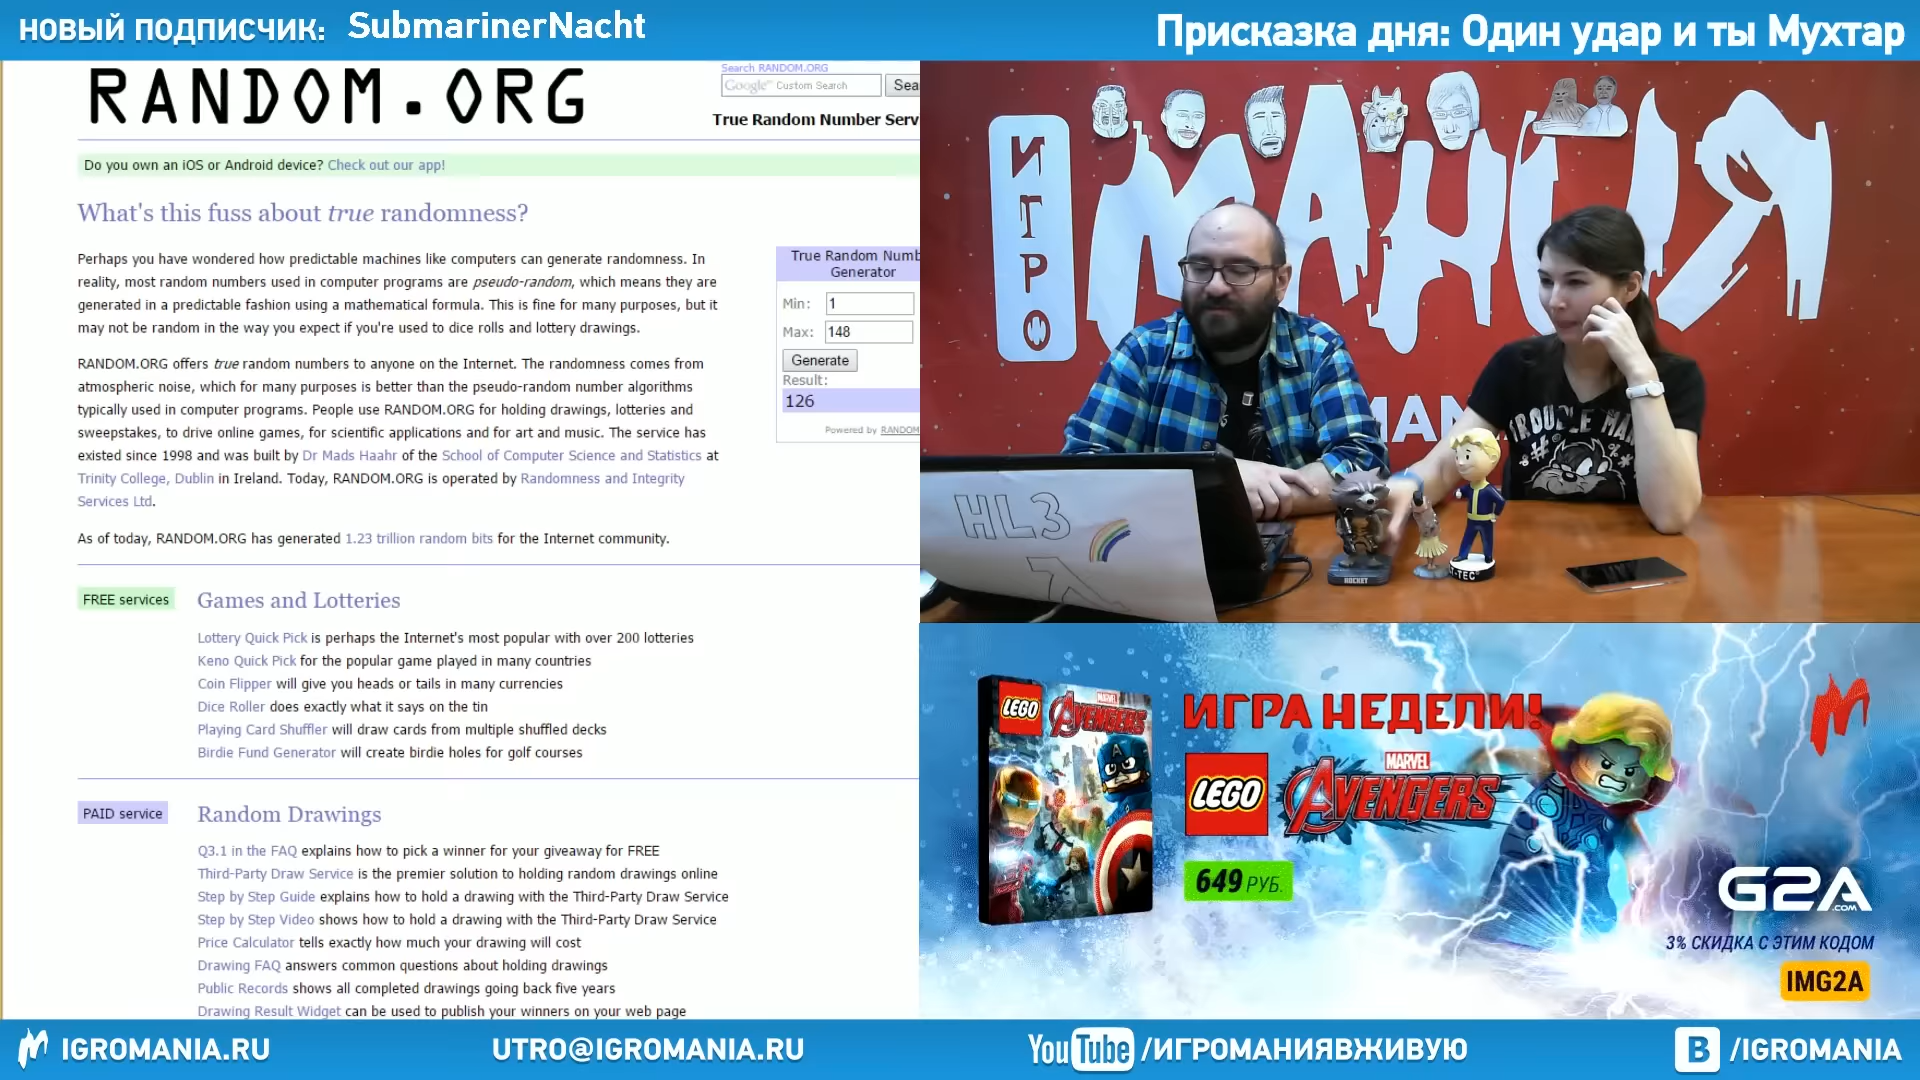 НОВЫЙ ПОДПИСЧИК: SubmarinerNacht
Присказка дня: Один удар и ты Мухтар
RANDOM.ORG
Search RANDOM.ORG
Google™ Custom Search
Sea
True Random Number Serv
Do you own an iOS or Android device? Check out our app!
What's this fuss about true randomness?
Perhaps you have wondered how predictable machines like computers can generate randomness. In
reality, most random numbers used in computer programs are pseudo-random, which means they are
generated in a predictable fashion using a mathematical formula. This is fine for many purposes, but it
may not be random in the way you expect if you're used to dice rolls and lottery drawings.
RANDOM.ORG offers true random numbers to anyone on the Internet. The randomness comes from
atmospheric noise, which for many purposes is better than the pseudo-random number algorithms
typically used in computer programs. People use RANDOM.ORG for holding drawings, lotteries and
sweepstakes, to drive online games, for scientific applications and for art and music. The service has
existed since 1998 and was built by Dr Mads Haahr of the School of Computer Science and Statistics at
Trinity College, Dublin in Ireland. Today, RANDOM.ORG is operated by Randomness and Integrity
Services Ltd.
As of today, RANDOM.ORG has generated 1.23 trillion random bits for the Internet community.
True Random Numb
Generator
Min: 1
Max: 148
Generate
Result:
126
Powered by RANDOM
FREE services
Games and Lotteries
Lottery Quick Pick is perhaps the Internet's most popular with over 200 lotteries
Keno Quick Pick for the popular game played in many countries
Coin Flipper will give you heads or tails in many currencies
Dice Roller does exactly what it says on the tin
Playing Card Shuffler will draw cards from multiple shuffled decks
Birdie Fund Generator will create birdie holes for golf courses
PAID service
Random Drawings
Q3.1 in the FAQ explains how to pick a winner for your giveaway for FREE
Third-Party Draw Service is the premier solution to holding random drawings online
Step by Step Guide explains how to hold a drawing with the Third-Party Draw Service
Step by Step Video shows how to hold a drawing with the Third-Party Draw Service
Price Calculator tells exactly how much your drawing will cost
Drawing FAQ answers common questions about holding drawings
Public Records shows all completed drawings going back five years
Drawing Result Widget can be used to publish your winners on your web page
ИГРО
МАНИЯ
MAN
TROUBLE MA
HL3
ROCKET
T-TEC
LEGO
MARVEL
AVENGERS
ИГРА НЕДЕЛИ!
LEGO
MARVEL
AVENGERS
649 РУБ.
G2A
.COM
3% СКИДКА С ЭТИМ КОДОМ
IMG2A
IGROMANIA.RU
UTRO@IGROMANIA.RU
YouTube /ИГРОМАНИЯВЖИВУЮ
В /IGROMANIA